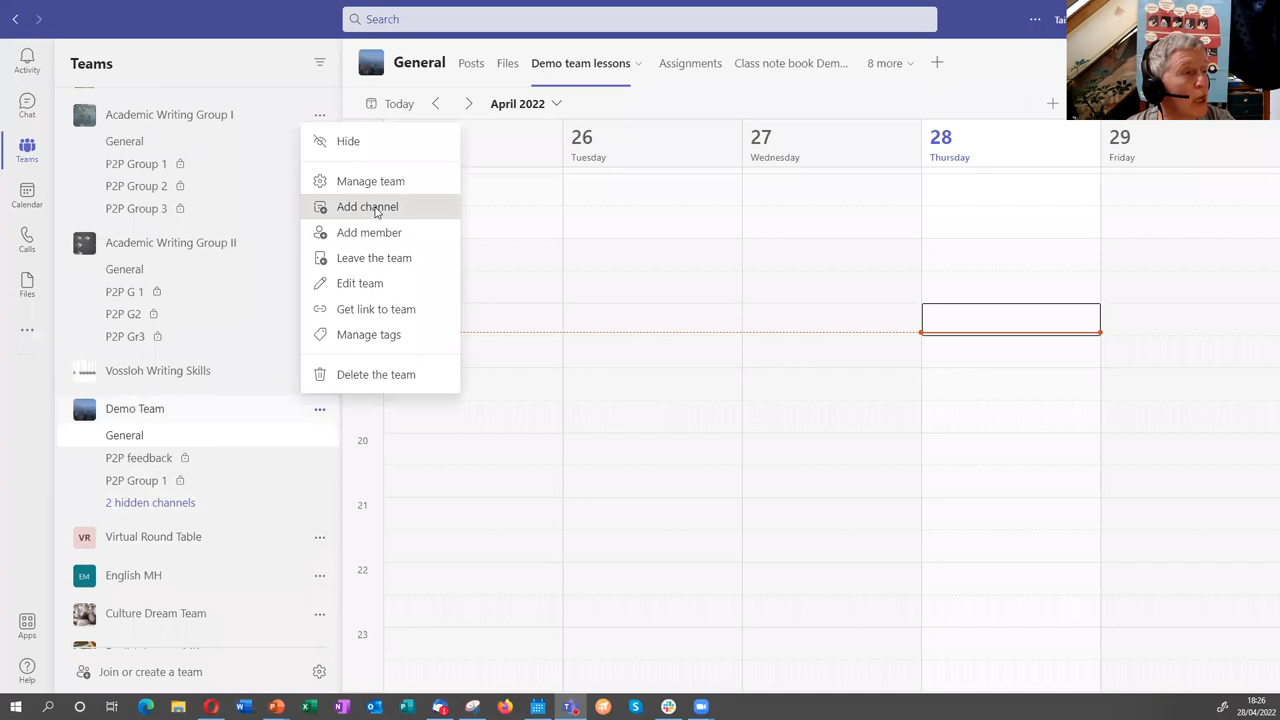 Search
Tai
Activity
Chat
Teams
Calendar
Calls
Files
Apps
Help
Teams
Academic Writing Group I
General
P2P Group 1
P2P Group 2
P2P Group 3
Academic Writing Group II
General
P2P G 1
P2P G2
P2P Gr3
Vossloh Writing Skills
Demo Team
General
P2P feedback
P2P Group 1
2 hidden channels
VR Virtual Round Table
EM English MH
Culture Dream Team
Join or create a team
Hide
Manage team
Add channel
Add member
Leave the team
Edit team
Get link to team
Manage tags
Delete the team
General Posts Files Demo team lessons Assignments Class note book Dem... 8 more
Today April 2022
26 27 28 29
Tuesday Wednesday Thursday Friday
20
21
22
23
18:26
28/04/2022